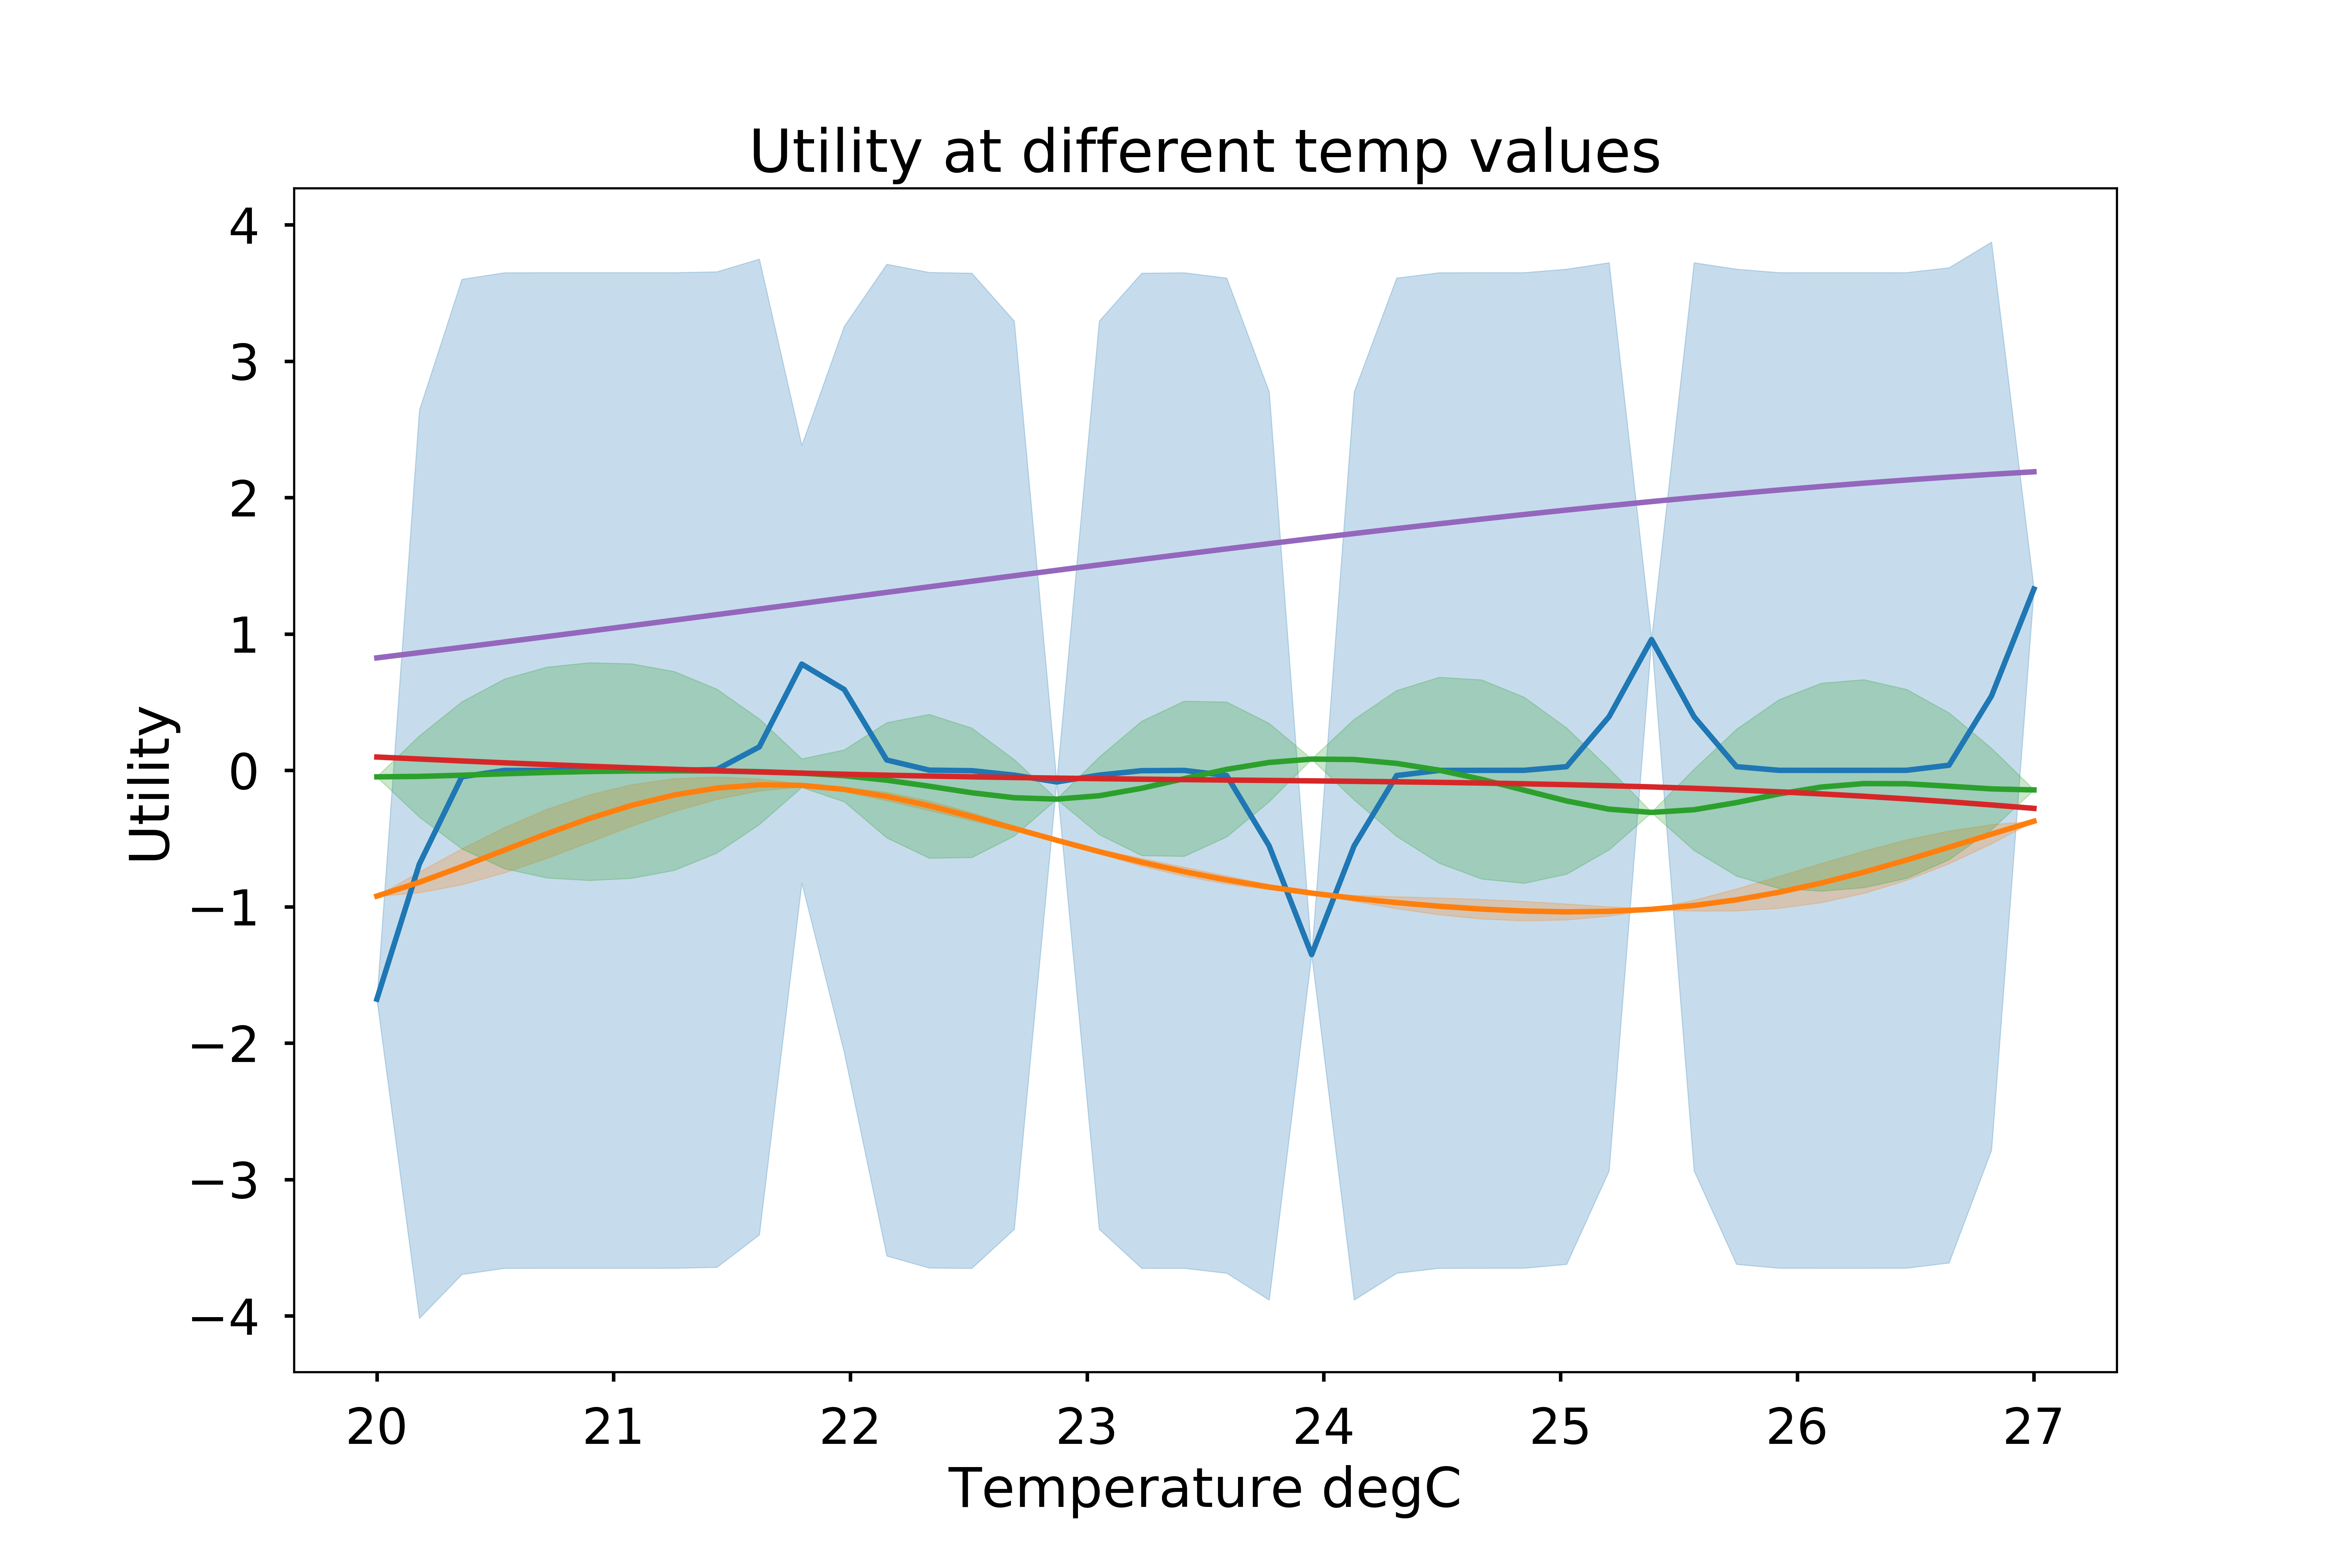 Utility at different temp values
4
3
2
1
0
−1
−2
−3
−4
Utility
20 21 22 23 24 25 26 27
Temperature degC